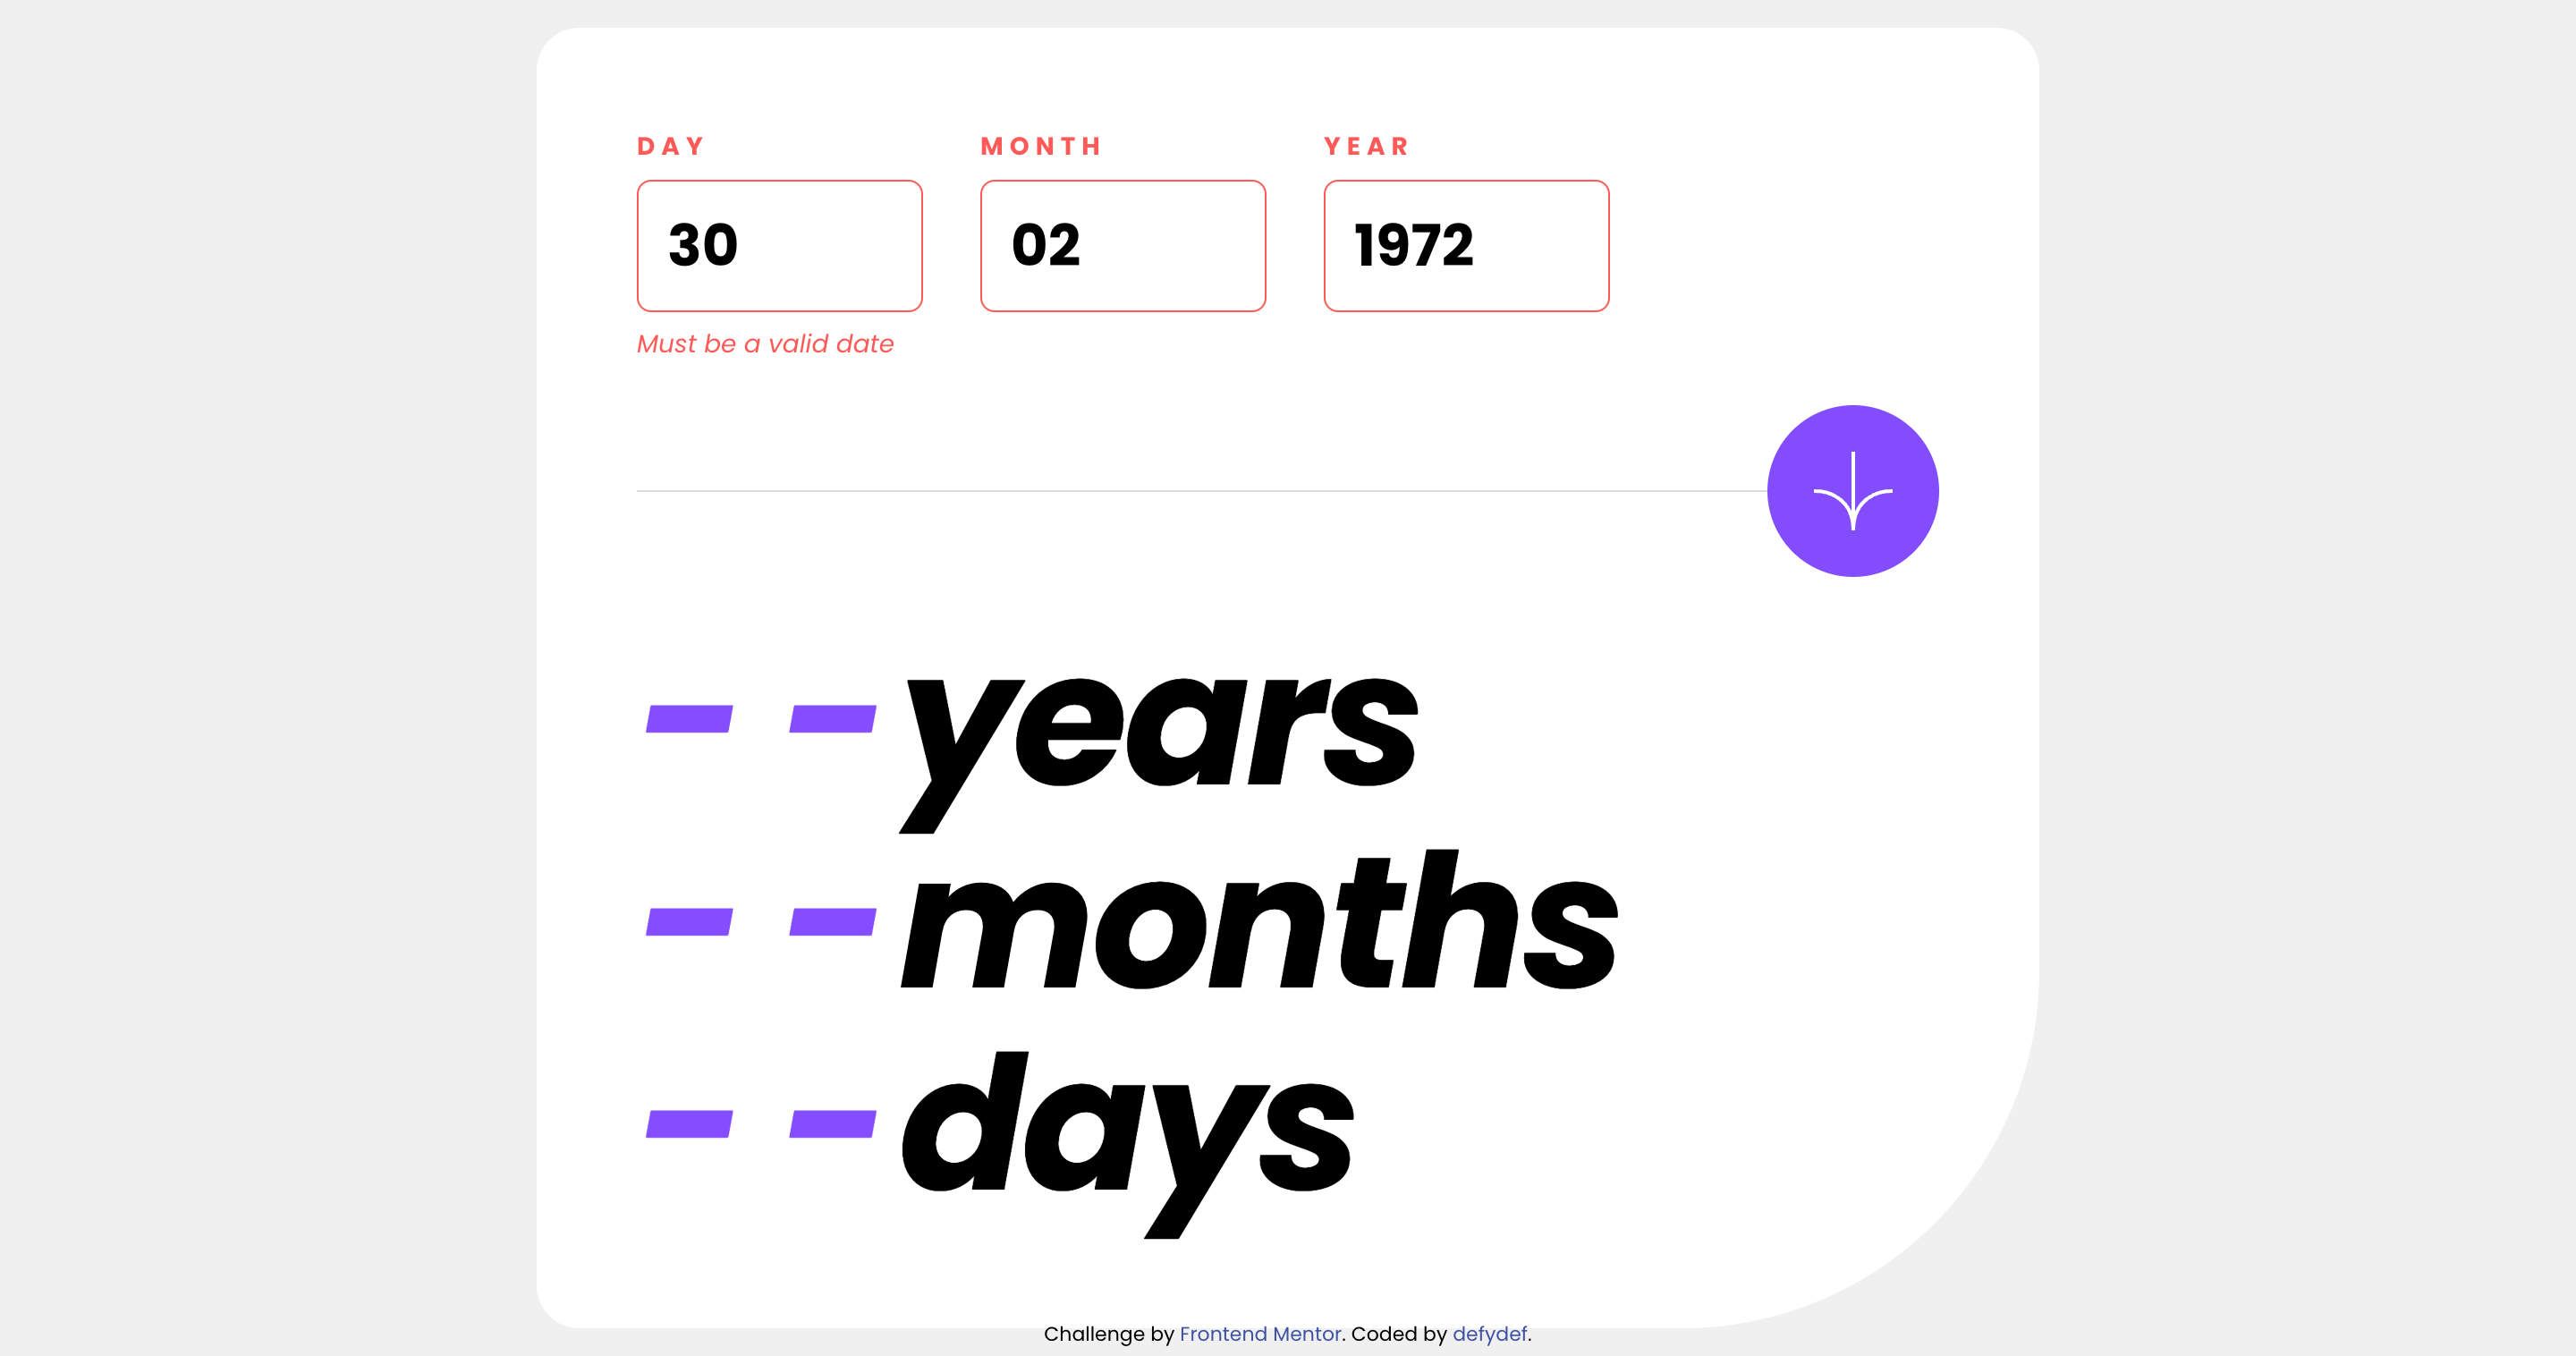 DAY MONTH YEAR
30 02 1972
Must be a valid date
- - years
- - months
- - days
Challenge by Frontend Mentor. Coded by defydef.